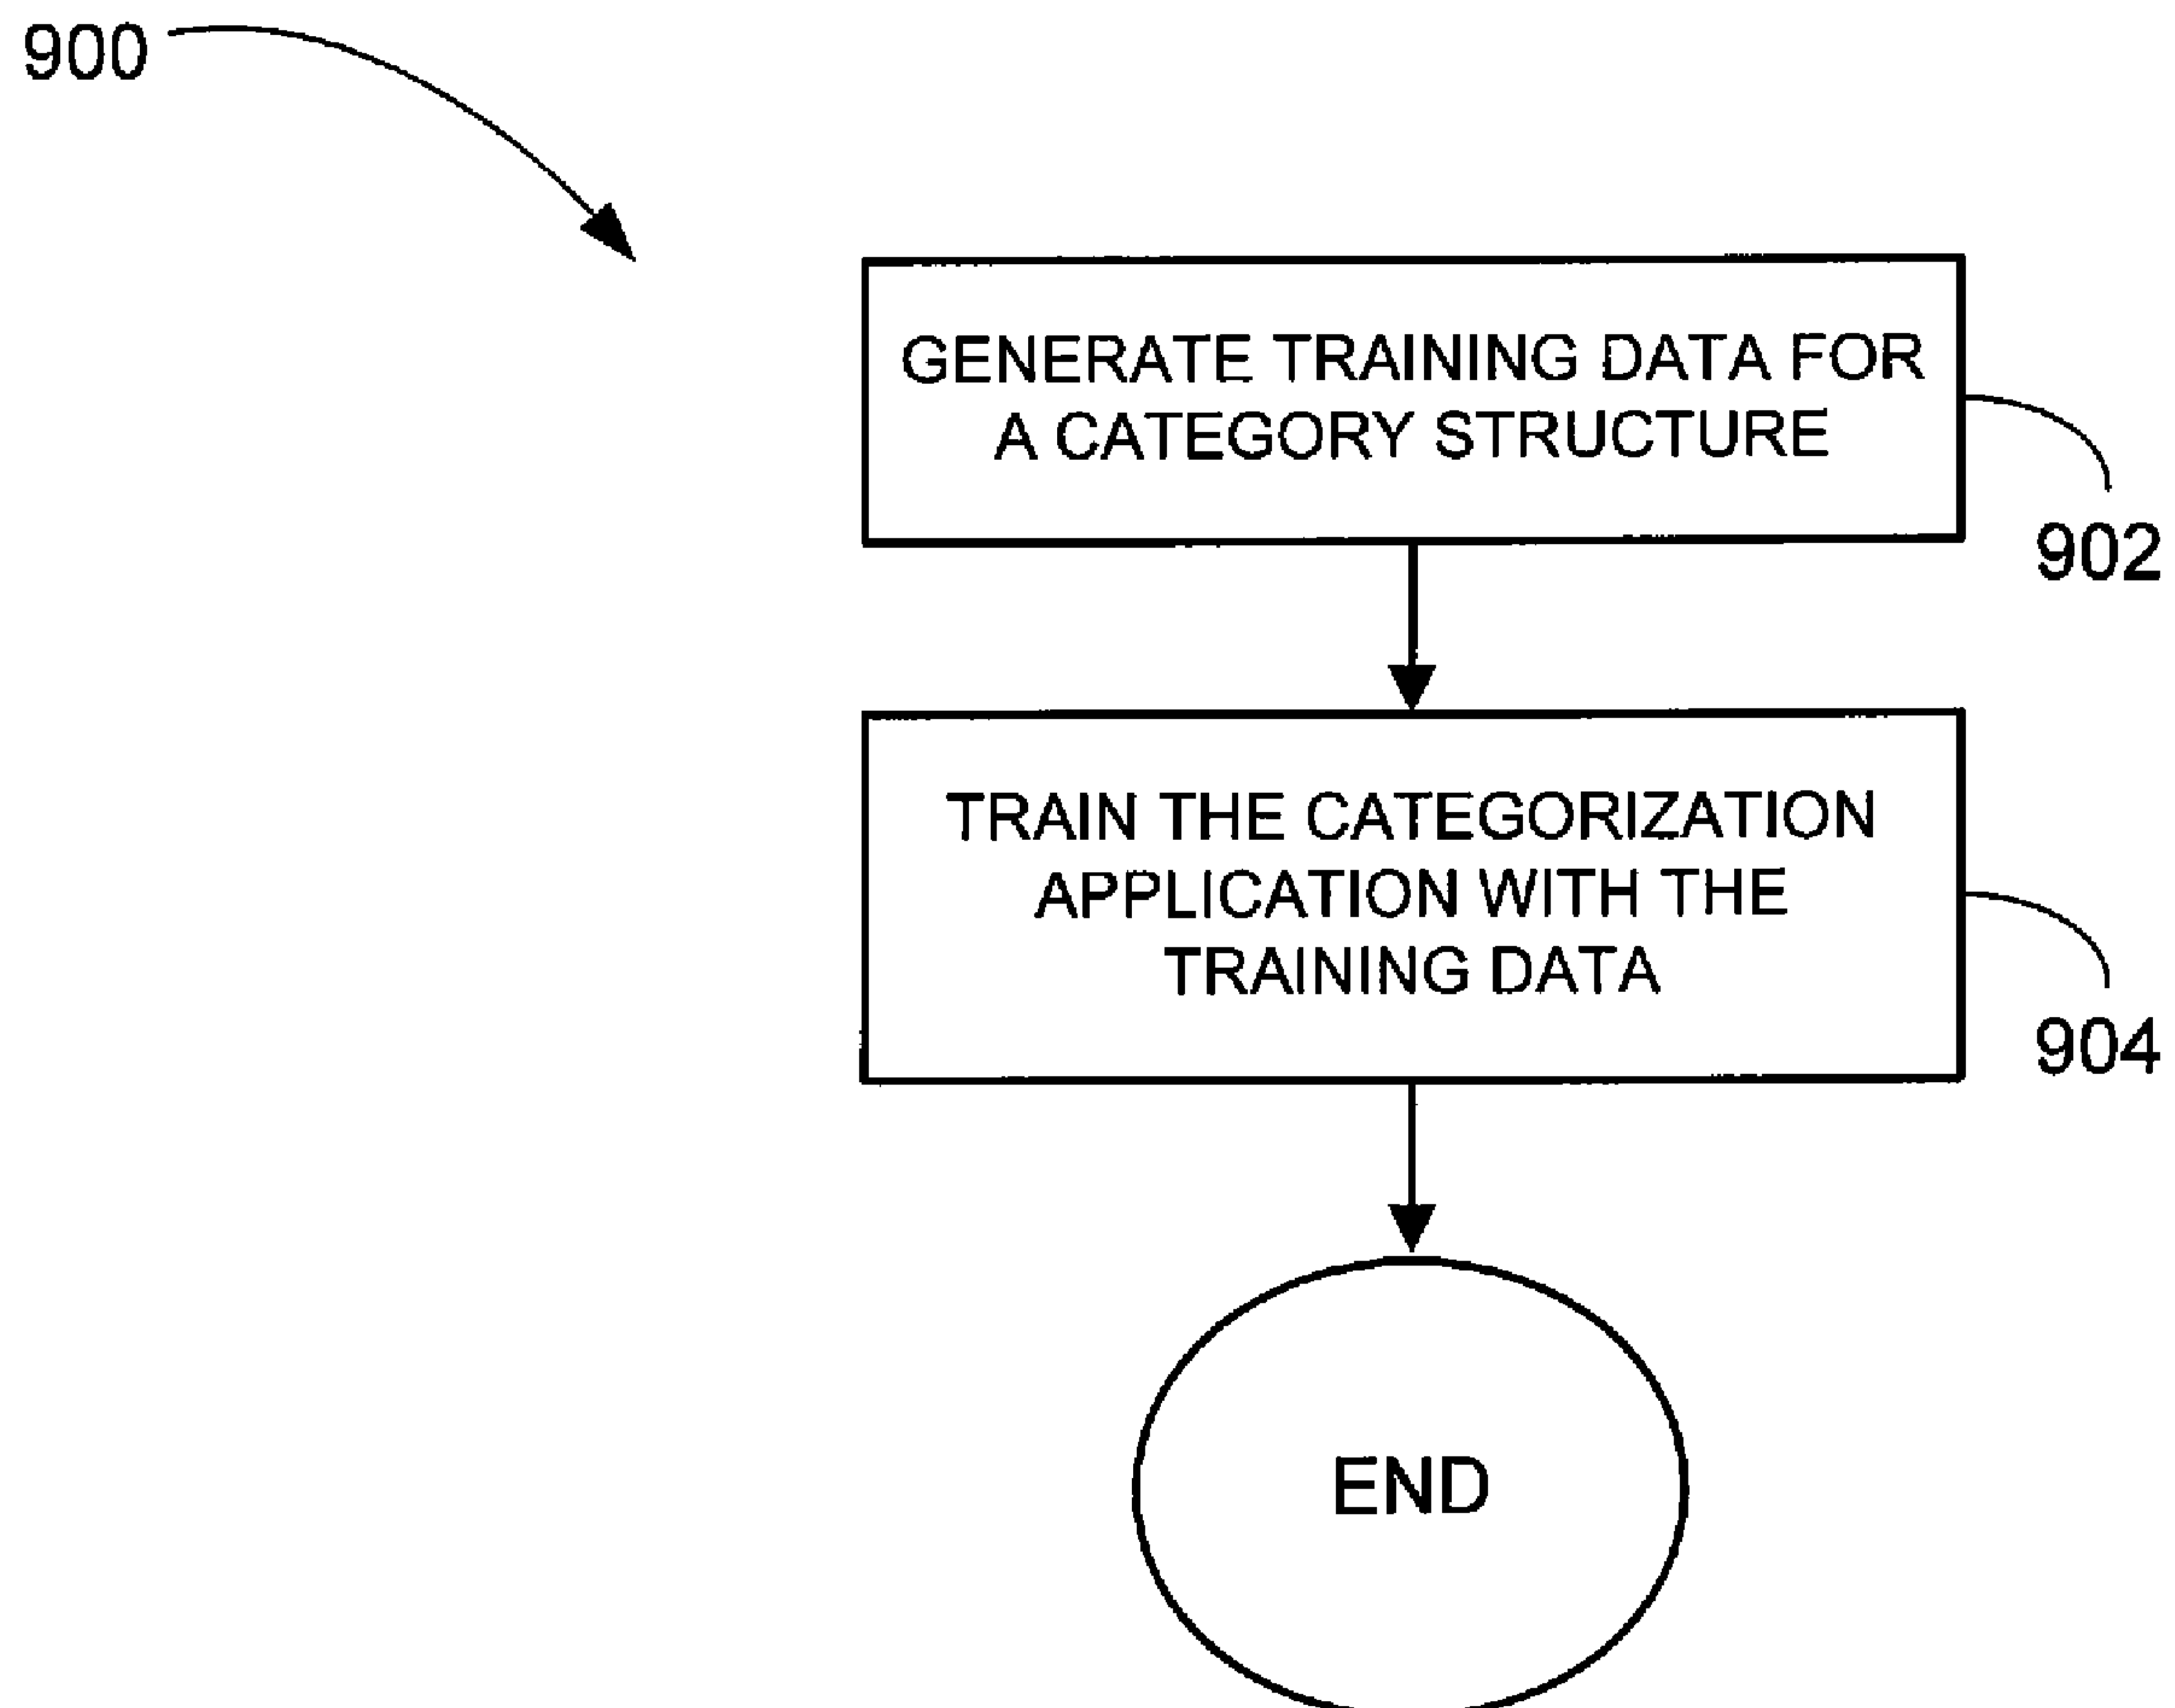 900
GENERATE TRAINING DATA FOR
A CATEGORY STRUCTURE
902
TRAIN THE CATEGORIZATION
APPLICATION WITH THE
TRAINING DATA
904
END